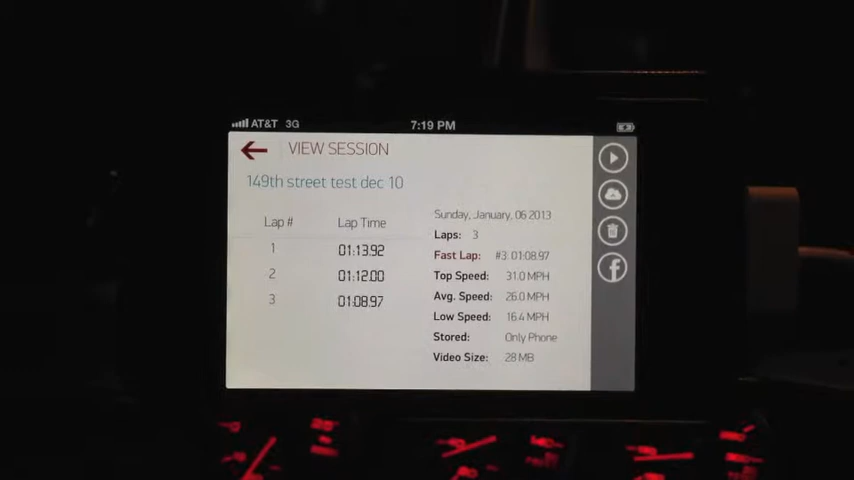 AT&T 3G 7:19 PM
VIEW SESSION
149th street test dec 10
Lap # Lap Time
1 01:13.92
2 01:12.00
3 01:08.97
Sunday, January, 06 2013
Laps: 3
Fast Lap: #3 01:08.97
Top Speed: 31.0 MPH
Avg. Speed: 26.0 MPH
Low Speed: 16.4 MPH
Stored: Only Phone
Video Size: 28 MB
f